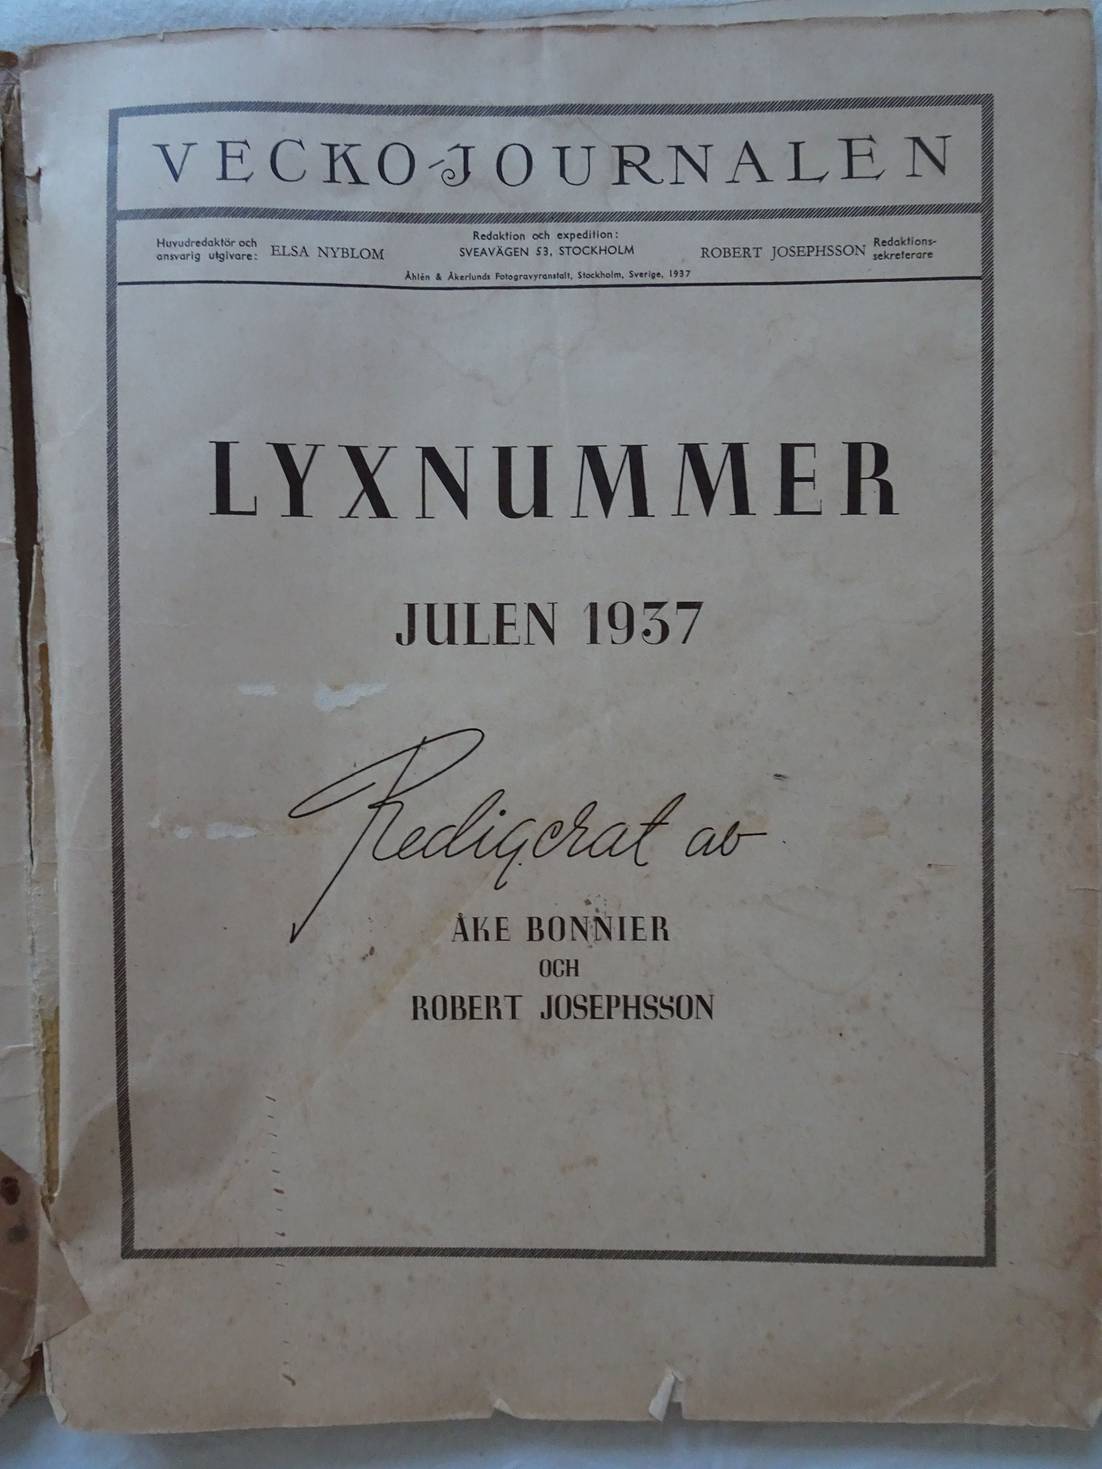 VECKO-JOURNALEN
Huvudredaktör och
ansvarig utgivare: ELSA NYBLOM
Redaktion och expedition:
SVEAVÄGEN 53, STOCKHOLM
ROBERT JOSEPHSSON Redaktions-
sekreterare
Åhlén & Åkerlunds Fotogravyranstalt, Stockholm, Sverige, 1937
LYXNUMMER
JULEN 1937
Redigerat av
ÅKE BONNIER
OCH
ROBERT JOSEPHSSON